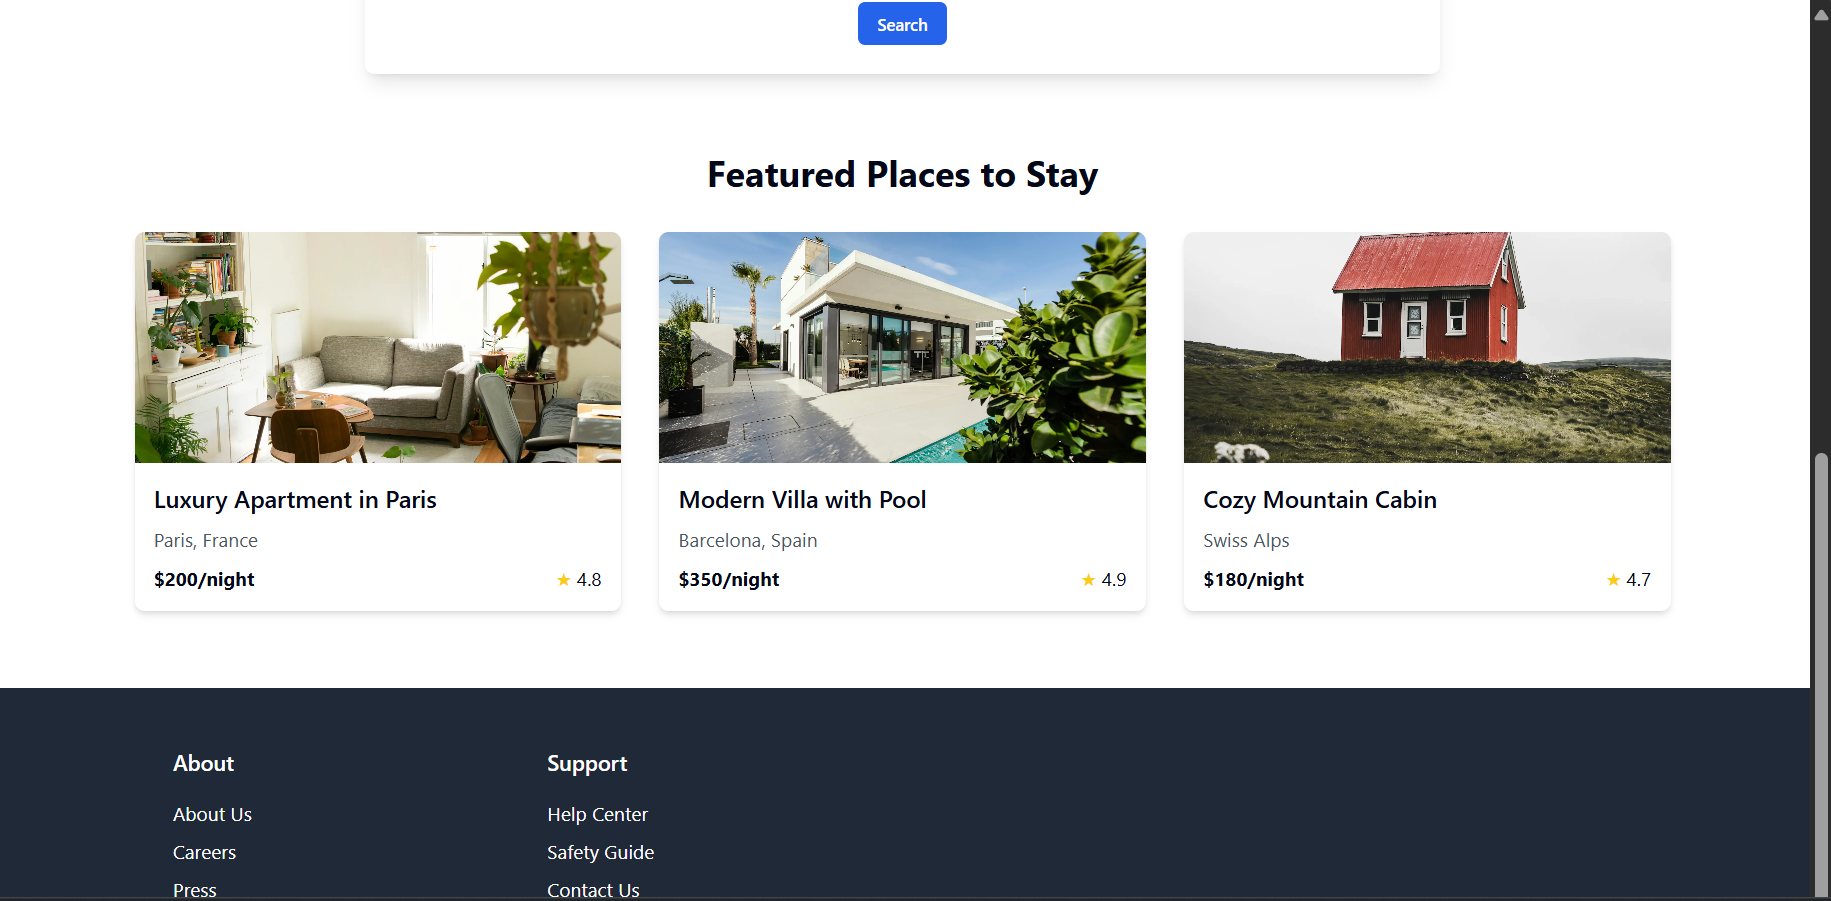 Search
Featured Places to Stay
Luxury Apartment in Paris
Paris, France
$200/night
★ 4.8
Modern Villa with Pool
Barcelona, Spain
$350/night
★ 4.9
Cozy Mountain Cabin
Swiss Alps
$180/night
★ 4.7
About
About Us
Careers
Press
Support
Help Center
Safety Guide
Contact Us